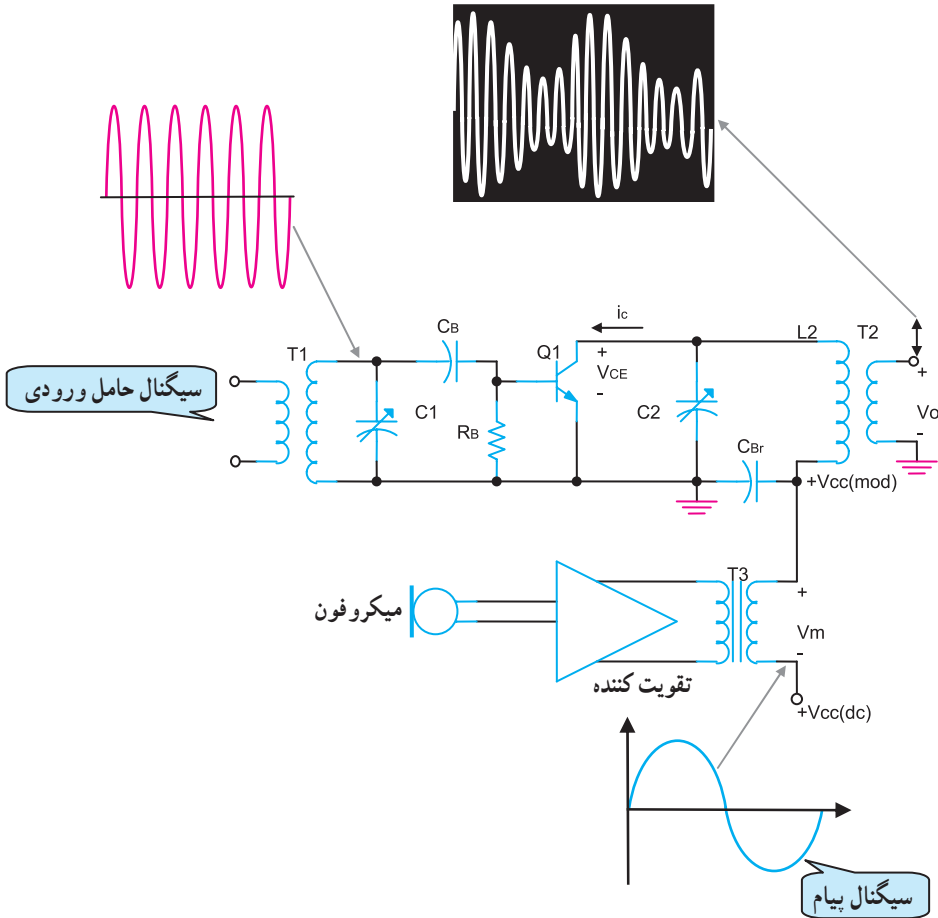 ic
CB
L2
T2
T1
Q1
+
VCE
-
+
سیگنال حامل ورودی
C1
RB
C2
Vo
-
CBr
+Vcc(mod)
T3
میکروفون
+
Vm
-
تقویت کننده
+Vcc(dc)
سیگنال پیام